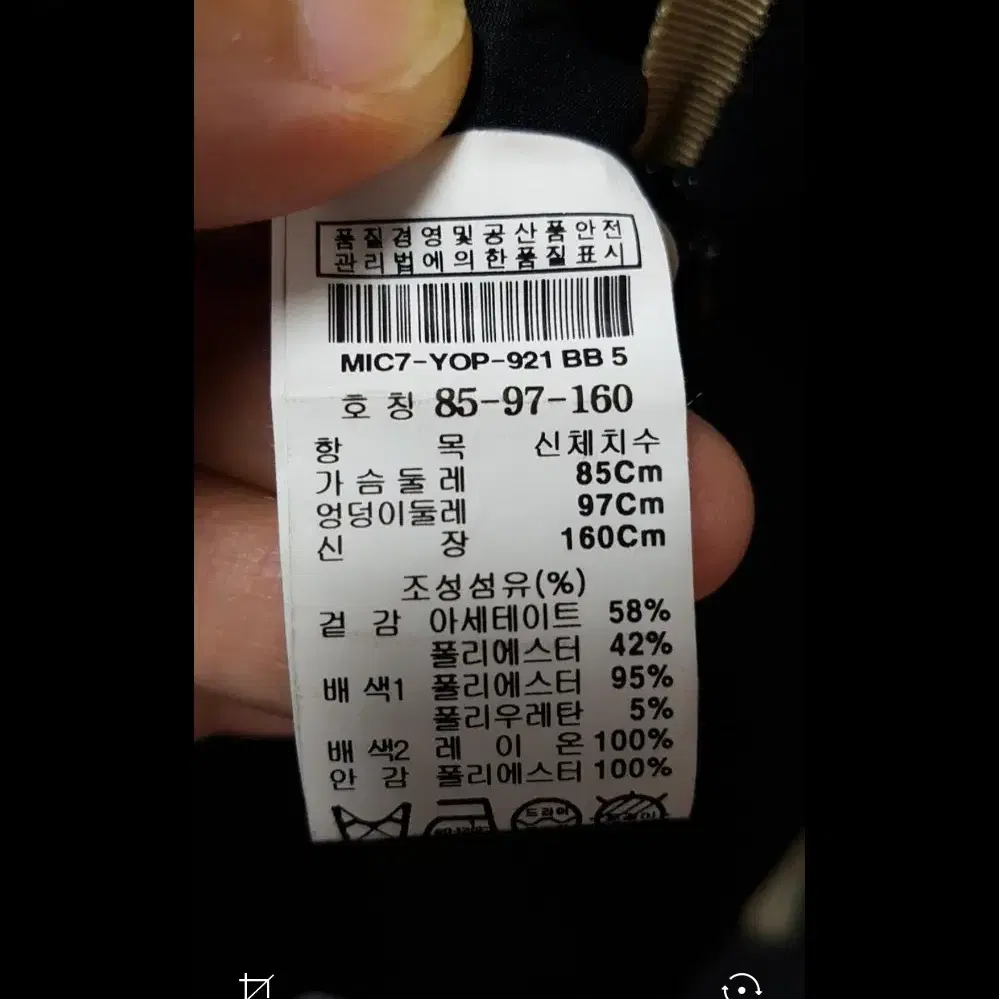 품질경영및공산품안전
관리법에의한품질표시
MIC7-YOP-921 BB 5
호칭 85-97-160
항목 신체치수
가슴둘레 85Cm
엉덩이둘레 97Cm
신장 160Cm
조성섬유(%)
겉감 아세테이트 58%
폴리에스터 42%
배색1 폴리에스터 95%
폴리우레탄 5%
배색2 레이온 100%
안감 폴리에스터 100%
드라이